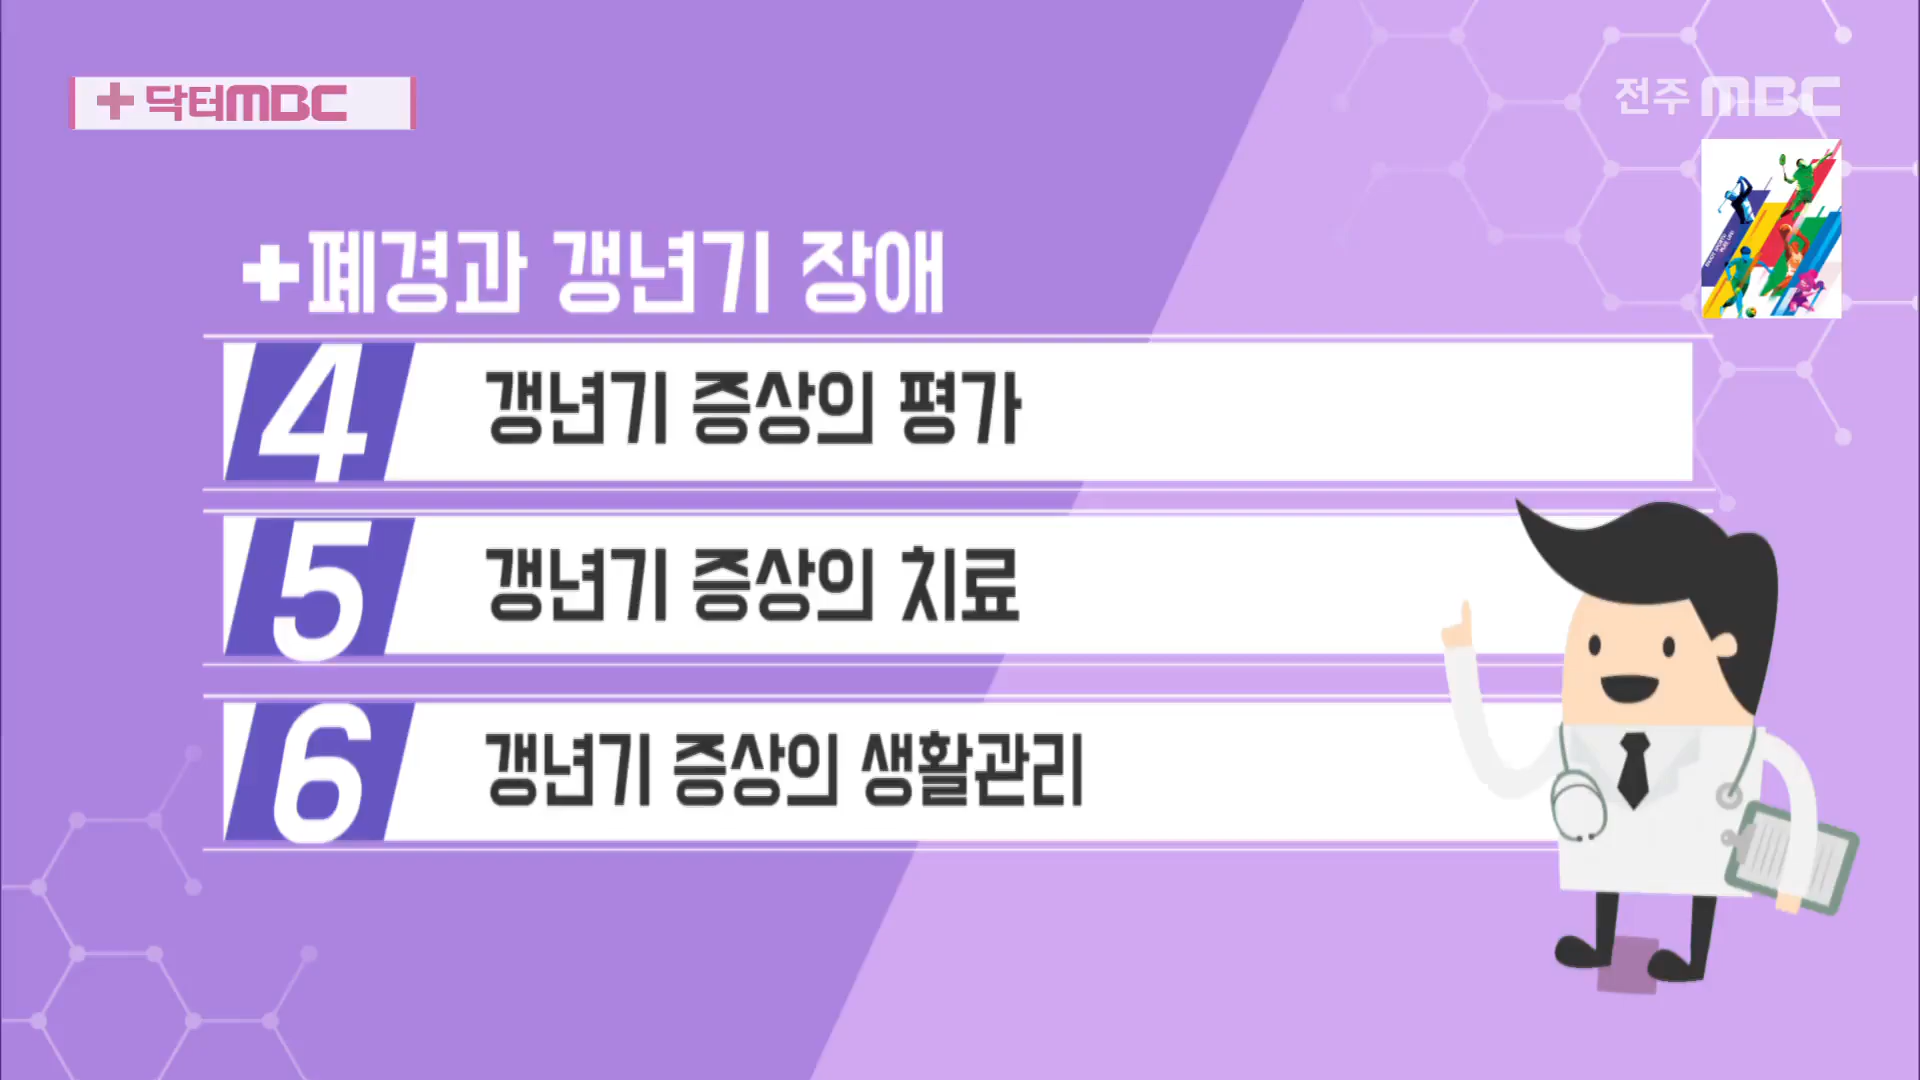 +닥터MBC
전주 MBC
+폐경과 갱년기 장애
4 갱년기 증상의 평가
5 갱년기 증상의 치료
6 갱년기 증상의 생활관리